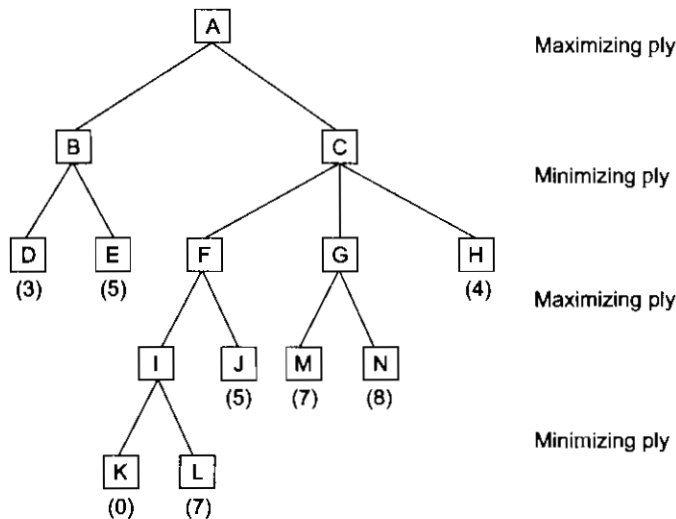 A
Maximizing ply
B C
Minimizing ply
D E F G H
(3) (5) (4)
Maximizing ply
I J M N
(5) (7) (8)
Minimizing ply
K L
(0) (7)